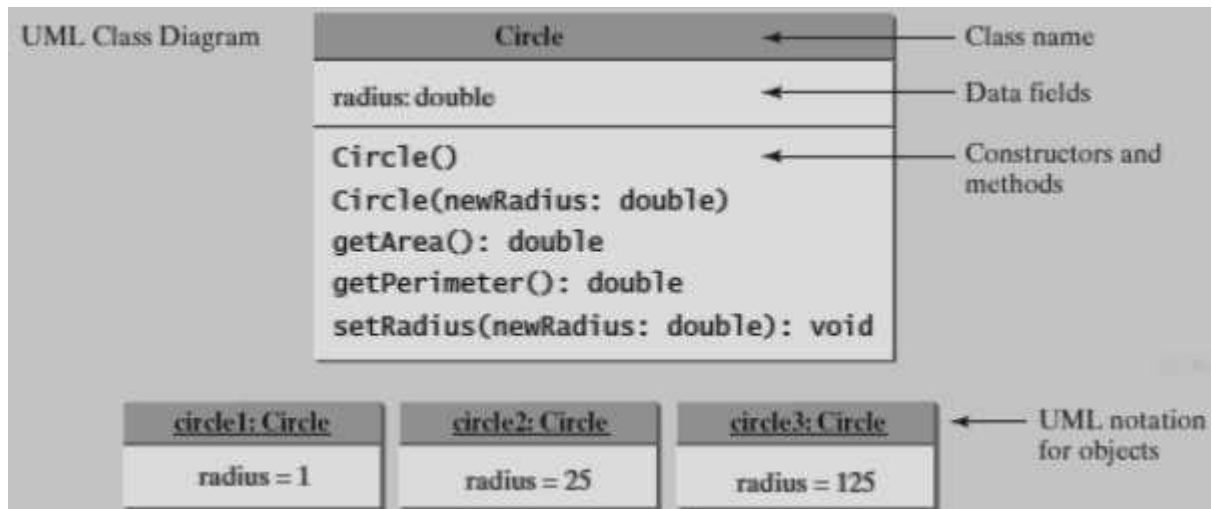 UML Class Diagram
Circle
Class name
radius: double
Data fields
Circle()
Constructors and
methods
Circle(newRadius: double)
getArea(): double
getPerimeter(): double
setRadius(newRadius: double): void
circle1: Circle
circle2: Circle
circle3: Circle
UML notation
for objects
radius = 1
radius = 25
radius = 125